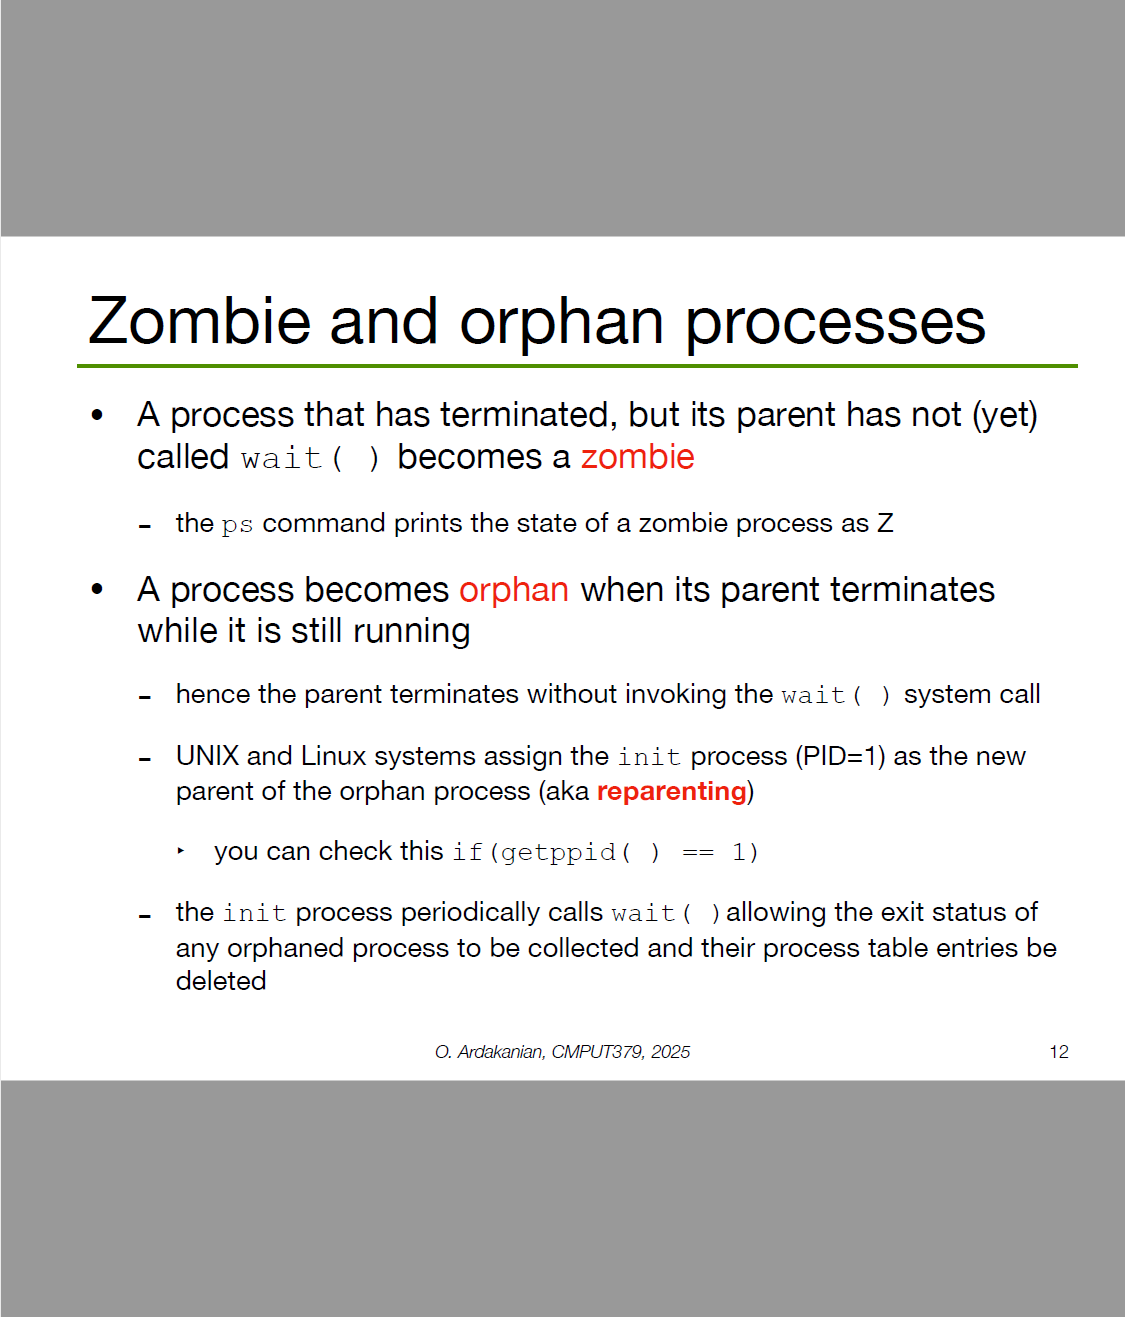 Zombie and orphan processes
• A process that has terminated, but its parent has not (yet)
called wait( ) becomes a zombie
- the ps command prints the state of a zombie process as Z
• A process becomes orphan when its parent terminates
while it is still running
- hence the parent terminates without invoking the wait( ) system call
- UNIX and Linux systems assign the init process (PID=1) as the new
parent of the orphan process (aka reparenting)
‣ you can check this if(getppid( ) == 1)
- the init process periodically calls wait( )allowing the exit status of
any orphaned process to be collected and their process table entries be
deleted
O. Ardakanian, CMPUT379, 2025
12